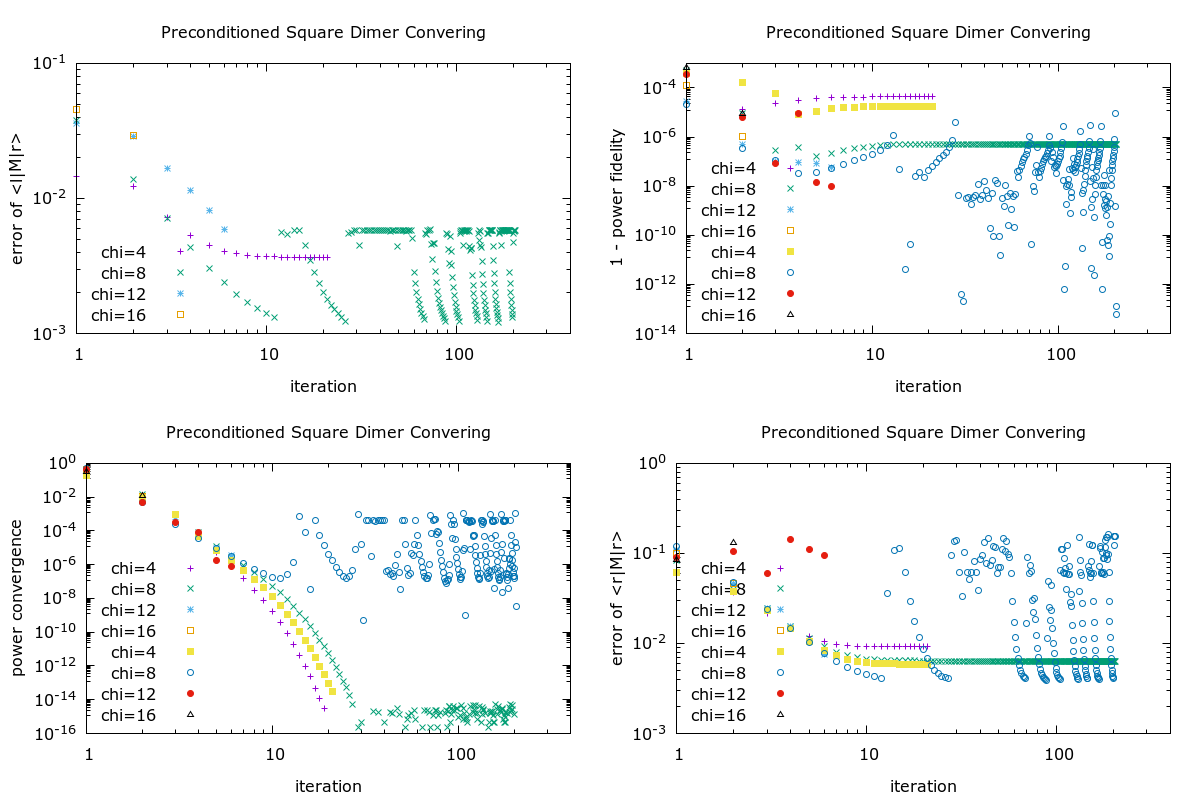 Preconditioned Square Dimer Convering
10^-1
10^-2
10^-3
error of <l||M|r>
chi=4
chi=8
chi=12
chi=16
1 10 100
iteration
Preconditioned Square Dimer Convering
10^-4
10^-6
10^-8
10^-10
10^-12
10^-14
1 - power fidelity
chi=4
chi=8
chi=12
chi=16
chi=4
chi=8
chi=12
chi=16
1 10 100
iteration
Preconditioned Square Dimer Convering
10^0
10^-2
10^-4
10^-6
10^-8
10^-10
10^-12
10^-14
10^-16
power convergence
chi=4
chi=8
chi=12
chi=16
chi=4
chi=8
chi=12
chi=16
1 10 100
iteration
Preconditioned Square Dimer Convering
10^0
10^-1
10^-2
10^-3
error of <r|M|r>
chi=4
chi=8
chi=12
chi=16
chi=4
chi=8
chi=12
chi=16
1 10 100
iteration